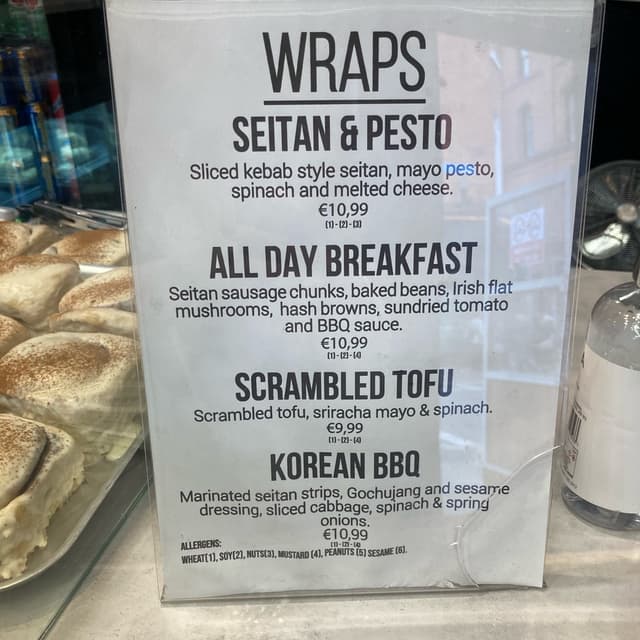 WRAPS
SEITAN & PESTO
Sliced kebab style seitan, mayo pesto,
spinach and melted cheese.
€10,99
(1)-(2)-(3)
ALL DAY BREAKFAST
Seitan sausage chunks, baked beans, Irish flat
mushrooms, hash browns, sundried tomato
and BBQ sauce.
€10,99
(1)-(2)-(4)
SCRAMBLED TOFU
Scrambled tofu, sriracha mayo & spinach.
€9,99
(1)-(2)-(4)
KOREAN BBQ
Marinated seitan strips, Gochujang and sesame
dressing, sliced cabbage, spinach & spring
onions.
€10,99
(1)-(2)-(4)
ALLERGENS:
WHEAT(1), SOY(2), NUTS(3), MUSTARD (4), PEANUTS (5) SESAME (6).